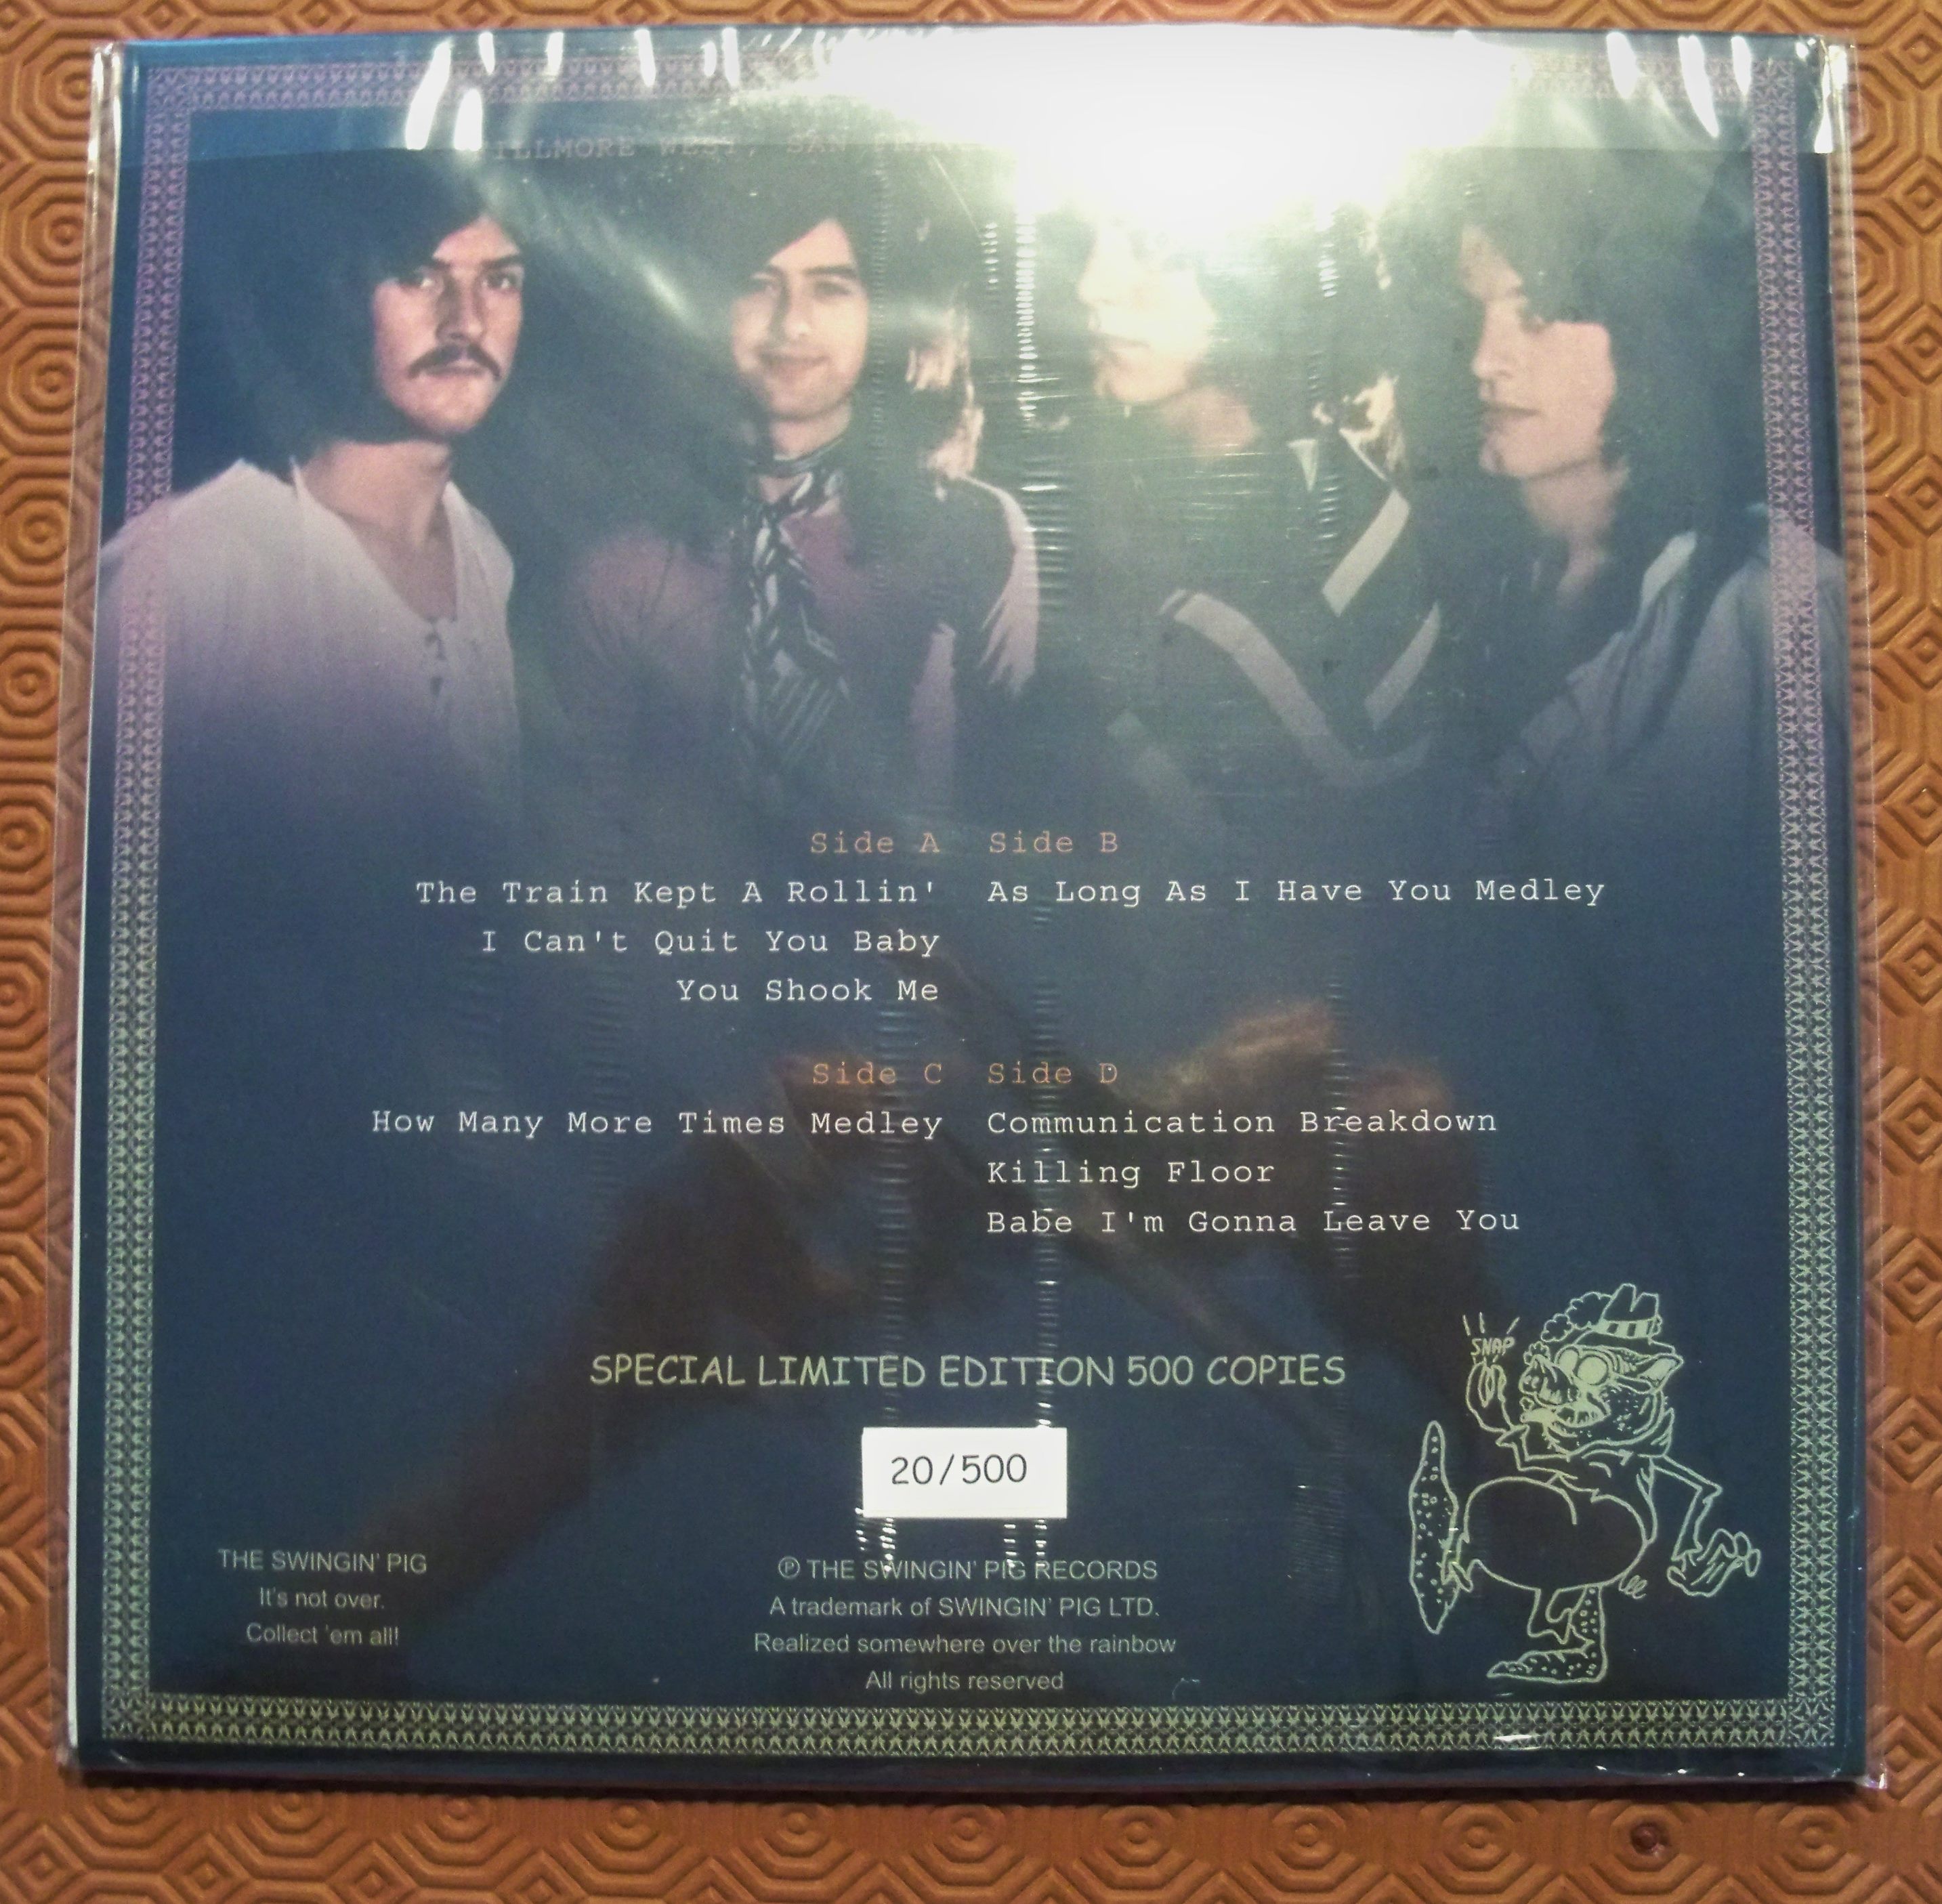 ILLMORE WEST, SAN
Side A Side B
The Train Kept A Rollin' As Long As I Have You Medley
I Can't Quit You Baby
You Shook Me
Side C Side D
How Many More Times Medley Communication Breakdown
Killing Floor
Babe I'm Gonna Leave You
SNAP
SPECIAL LIMITED EDITION 500 COPIES
20/500
THE SWINGIN' PIG
It's not over.
Collect 'em all!
℗ THE SWINGIN' PIG RECORDS
A trademark of SWINGIN' PIG LTD.
Realized somewhere over the rainbow
All rights reserved